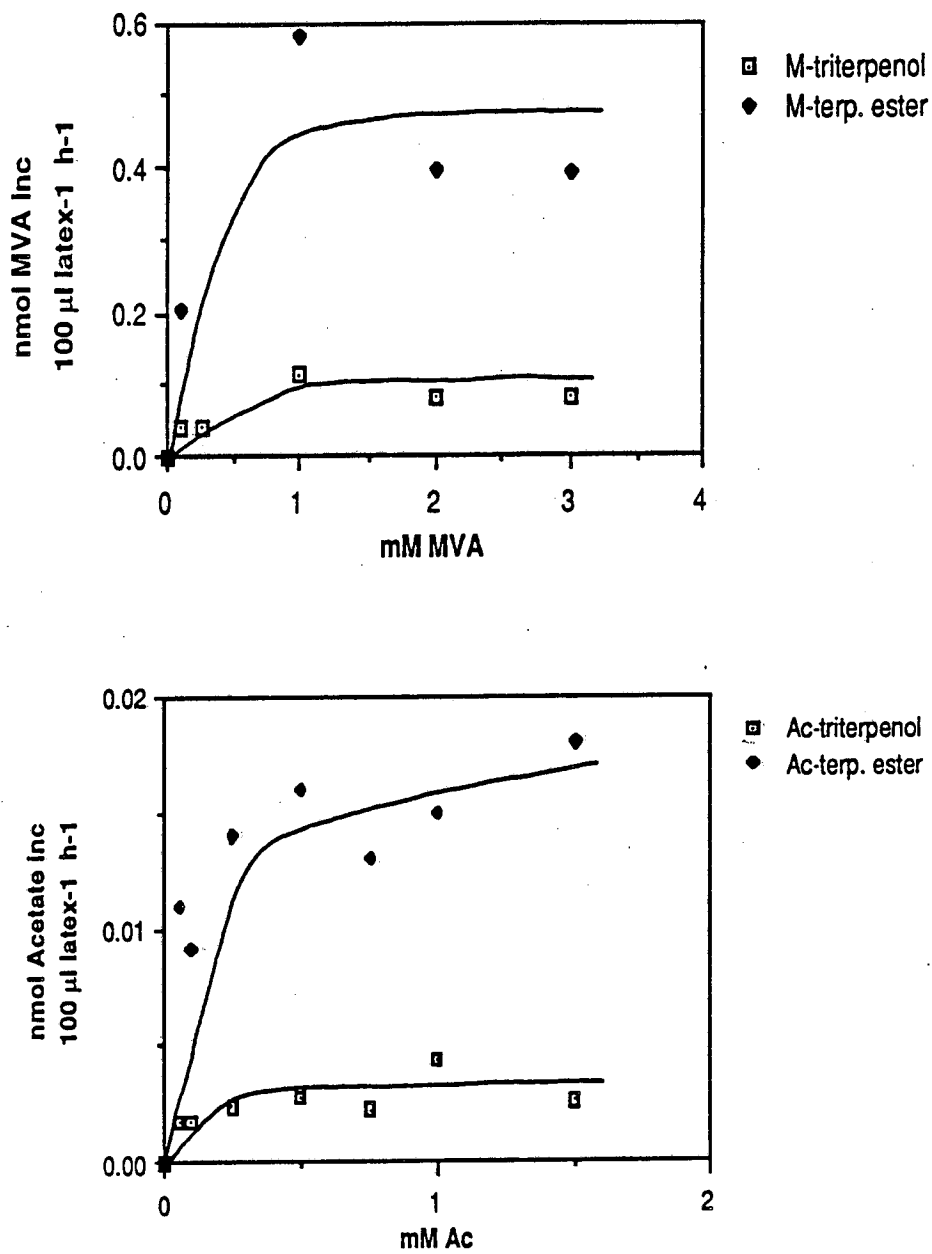 0.6
0.4
0.2
0.0
nmol MVA Inc
100 µl latex-1 h-1
M-triterpenol
M-terp. ester
0
1
2
3
4
mM MVA
0.02
0.01
0.00
nmol Acetate inc
100 µl latex-1 h-1
Ac-triterpenol
Ac-terp. ester
0
1
2
mM Ac